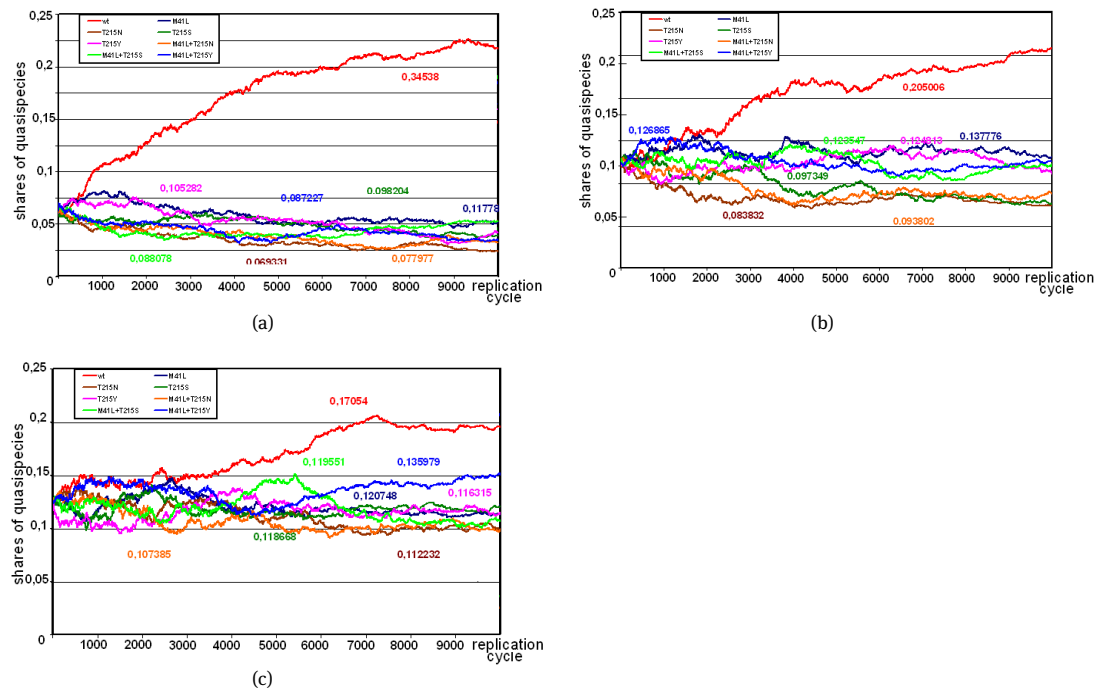 0,25
wt M41L
T215N T215S
T215Y M41L+T215N
M41L+T215S M41L+T215Y
shares of quasispecies
0,2
0,15
0,1
0,05
0
0,34538
0,105282
0,087227
0,098204
0,11778
0,088078
0,069331
0,077977
1000 2000 3000 4000 5000 6000 7000 8000 9000 replication
cycle
(a)
0,25
wt M41L
T215N T215S
T215Y M41L+T215N
M41L+T215S M41L+T215Y
shares of quasispecies
0,2
0,15
0,1
0,05
0
0,205006
0,126865
0,128547
0,124813
0,137776
0,097349
0,083832
0,093802
1000 2000 3000 4000 5000 6000 7000 8000 9000 replication
cycle
(b)
0,25
wt M41L
T215N T215S
T215Y M41L+T215N
M41L+T215S M41L+T215Y
shares of quasispecies
0,2
0,15
0,1
0,05
0
0,17054
0,119551
0,135979
0,120748
0,116315
0,118668
0,107385
0,112232
1000 2000 3000 4000 5000 6000 7000 8000 9000 replication
cycle
(c)